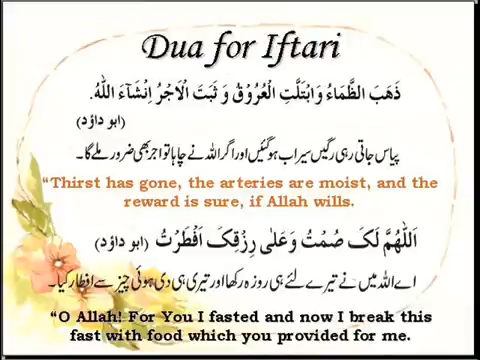 Dua for Iftari
ذَهَبَ الظَّمَاءُ وَابْتَلَّتِ الْعُرُوْقُ وَ ثَبَتَ الْاَجْرُ اِنْشَآءَ اللّٰهُ.
(ابو داؤد)
پیاس جاتی رہی رگیں سیراب ہوگئیں اور اگر اللہ نے چاہا تو اجر بھی ضرور ملے گا۔
“Thirst has gone, the arteries are moist, and the
reward is sure, if Allah wills.
اَللّٰهُمَّ لَکَ صُمْتُ وَعَلٰی رِزْقِکَ اَفْطَرْتُ (ابو داؤد)
اے اللہ میں نے تیرے لئے ہی روزہ رکھا اور تیری ہی دی ہوئی چیز سے افطار کیا۔
“O Allah! For You I fasted and now I break this
fast with food which you provided for me.